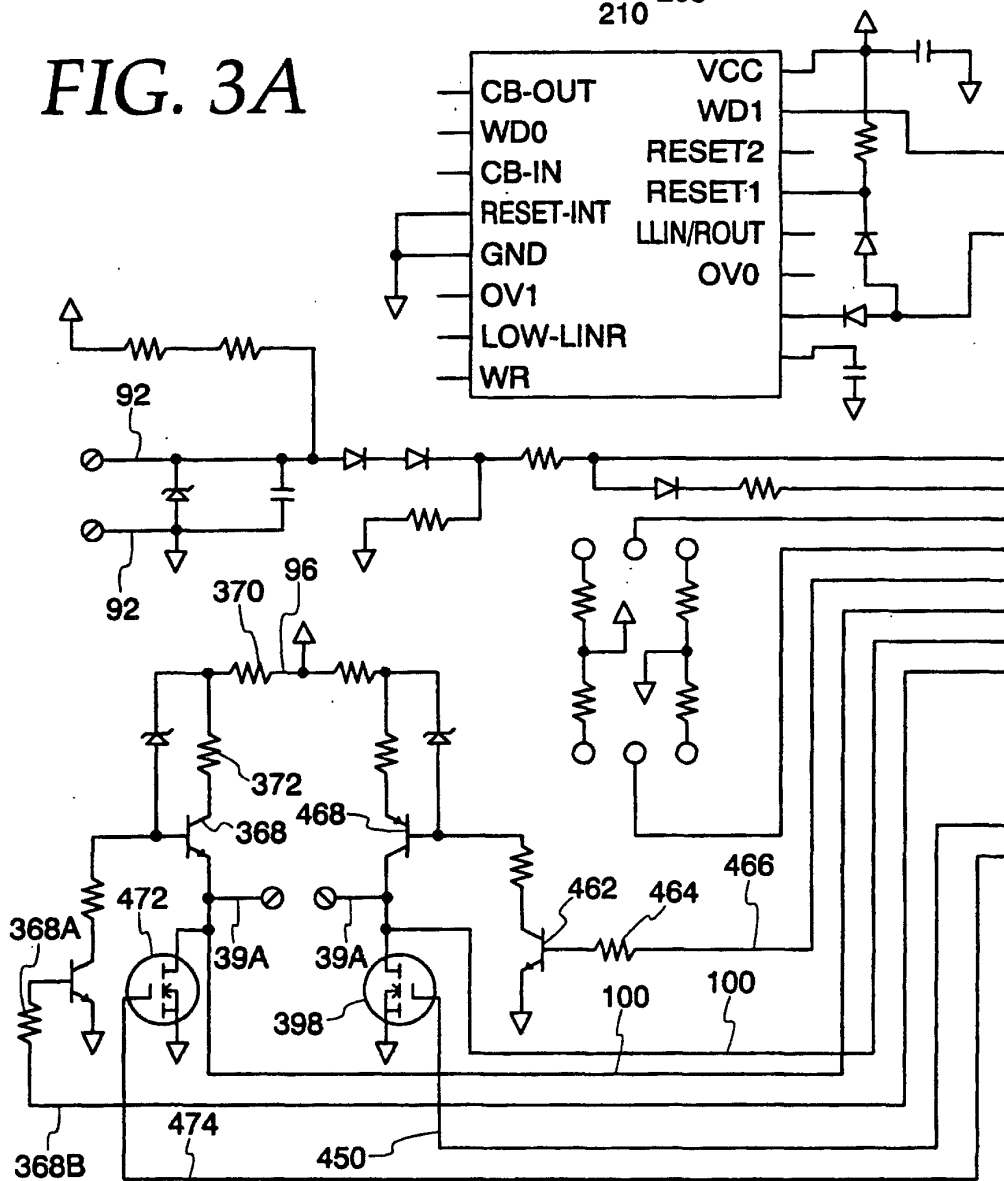 210
FIG. 3A
CB-OUT
WD0
CB-IN
RESET-INT
GND
OV1
LOW-LINR
WR
VCC
WD1
RESET2
RESET1
LLIN/ROUT
OV0
92
92
370
96
372
368
468
472
368A
39A
39A
462
464
466
398
100
100
474
450
368B